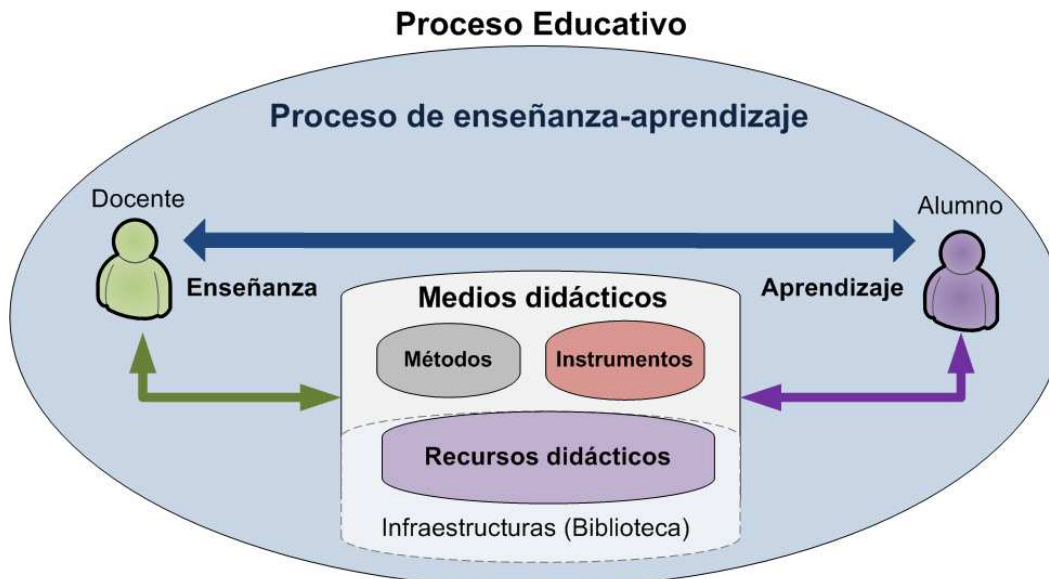 Proceso Educativo
Proceso de enseñanza-aprendizaje
Docente
Alumno
Enseñanza
Aprendizaje
Medios didácticos
Métodos
Instrumentos
Recursos didácticos
Infraestructuras (Biblioteca)